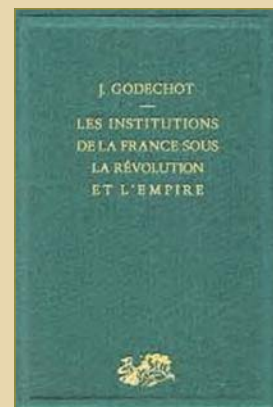 J. GODECHOT
LES INSTITUTIONS
DE LA FRANCE SOUS
LA RÉVOLUTION
ET L'EMPIRE